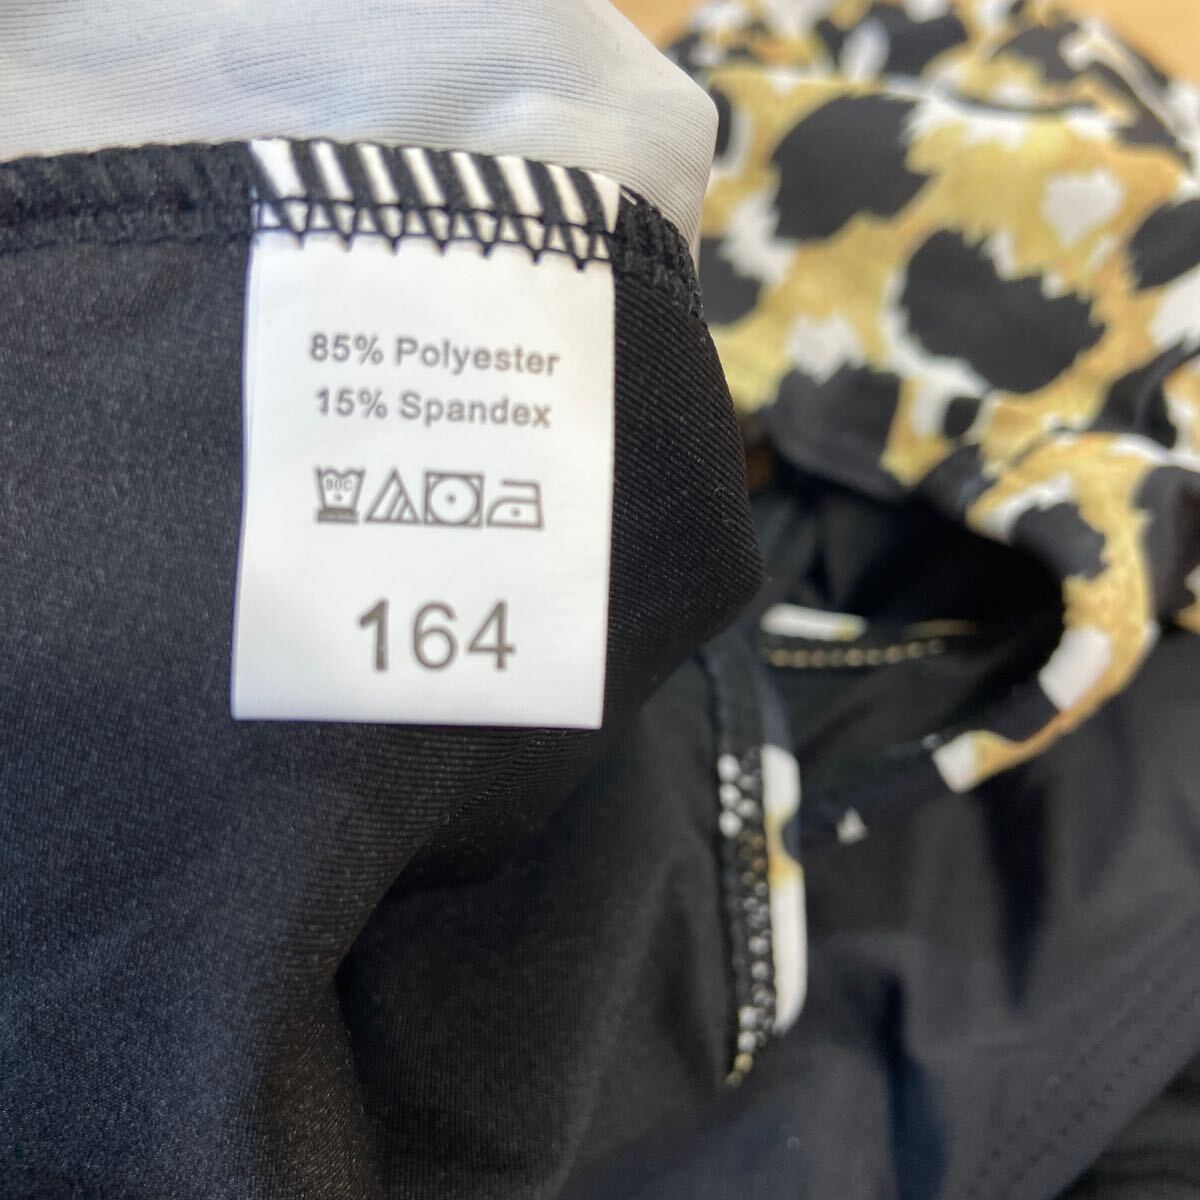 85% Polyester
15% Spandex
164